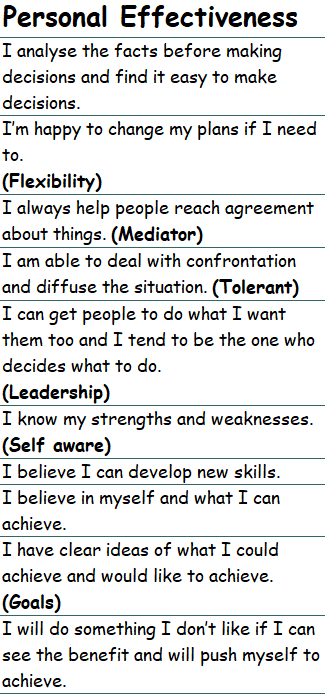 Personal Effectiveness
I analyse the facts before making
decisions and find it easy to make
decisions.
I'm happy to change my plans if I need
to.
(Flexibility)
I always help people reach agreement
about things. (Mediator)
I am able to deal with confrontation
and diffuse the situation. (Tolerant)
I can get people to do what I want
them too and I tend to be the one who
decides what to do.
(Leadership)
I know my strengths and weaknesses.
(Self aware)
I believe I can develop new skills.
I believe in myself and what I can
achieve.
I have clear ideas of what I could
achieve and would like to achieve.
(Goals)
I will do something I don't like if I can
see the benefit and will push myself to
achieve.